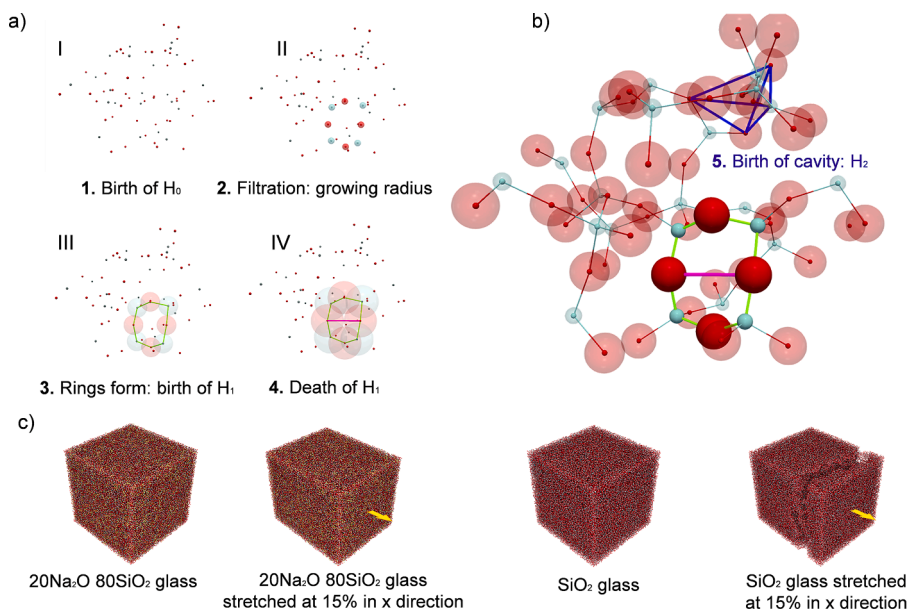 a)
I
II
1. Birth of H₀
2. Filtration: growing radius
III
IV
3. Rings form: birth of H₁
4. Death of H₁
b)
5. Birth of cavity: H₂
c)
20Na₂O 80SiO₂ glass
20Na₂O 80SiO₂ glass
stretched at 15% in x direction
SiO₂ glass
SiO₂ glass stretched
at 15% in x direction